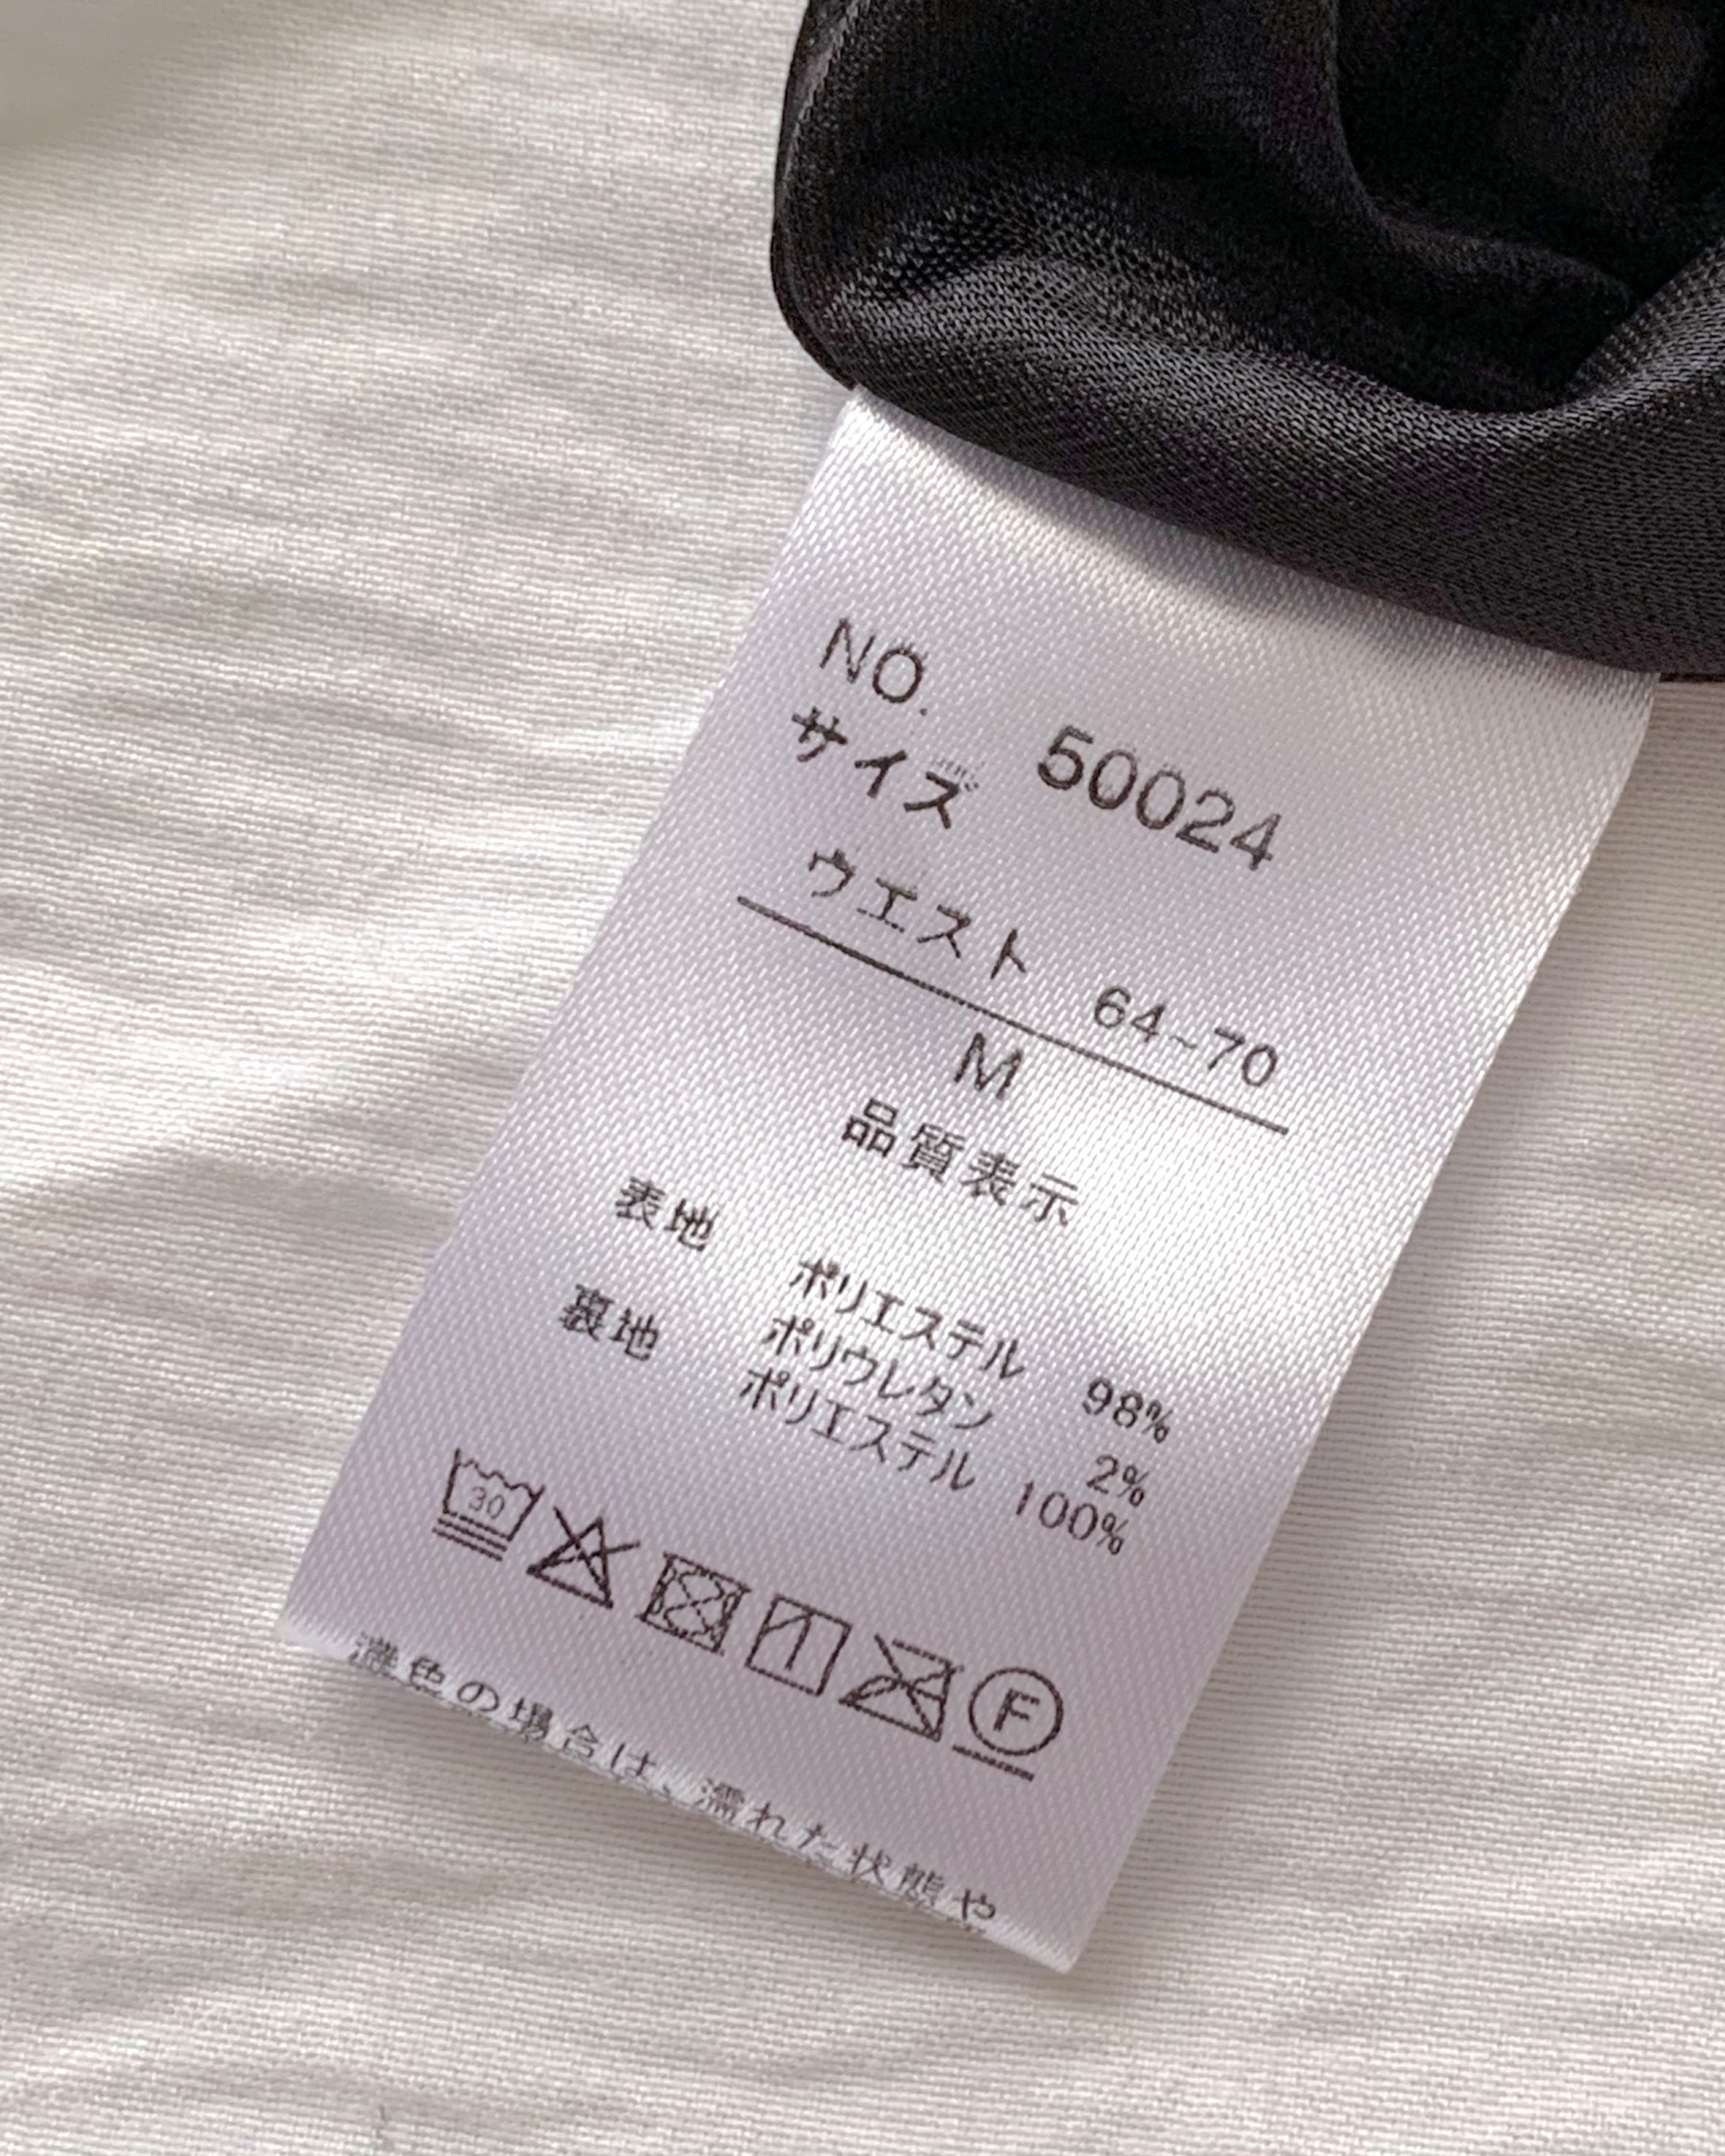 NO. 50024
サイズ
ウエスト 64-70
M
品質表示
表地 ポリエステル 98%
ポリウレタン 2%
裏地 ポリエステル 100%
30
F
濃色の場合は、濡れた状態や